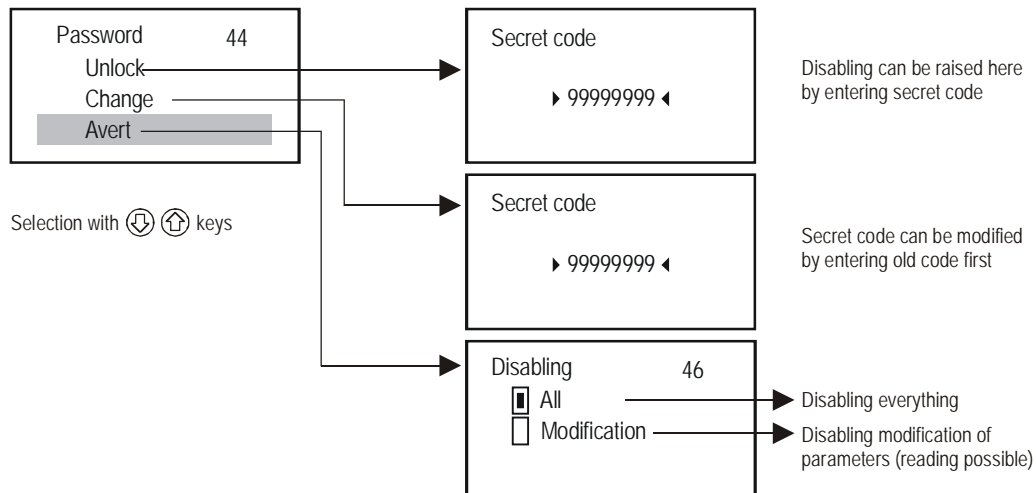 Password 44
Unlock
Change
Avert
Selection with keys
Secret code
99999999
Disabling can be raised here
by entering secret code
Secret code
99999999
Secret code can be modified
by entering old code first
Disabling 46
All
Modification
Disabling everything
Disabling modification of
parameters (reading possible)